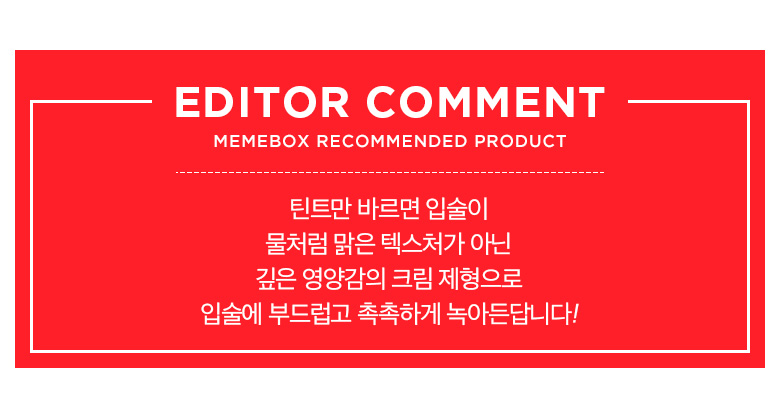 EDITOR COMMENT
MEMEBOX RECOMMENDED PRODUCT
틴트만 바르면 입술이
물처럼 맑은 텍스처가 아닌
깊은 영양감의 크림 제형으로
입술에 부드럽고 촉촉하게 녹아든답니다!